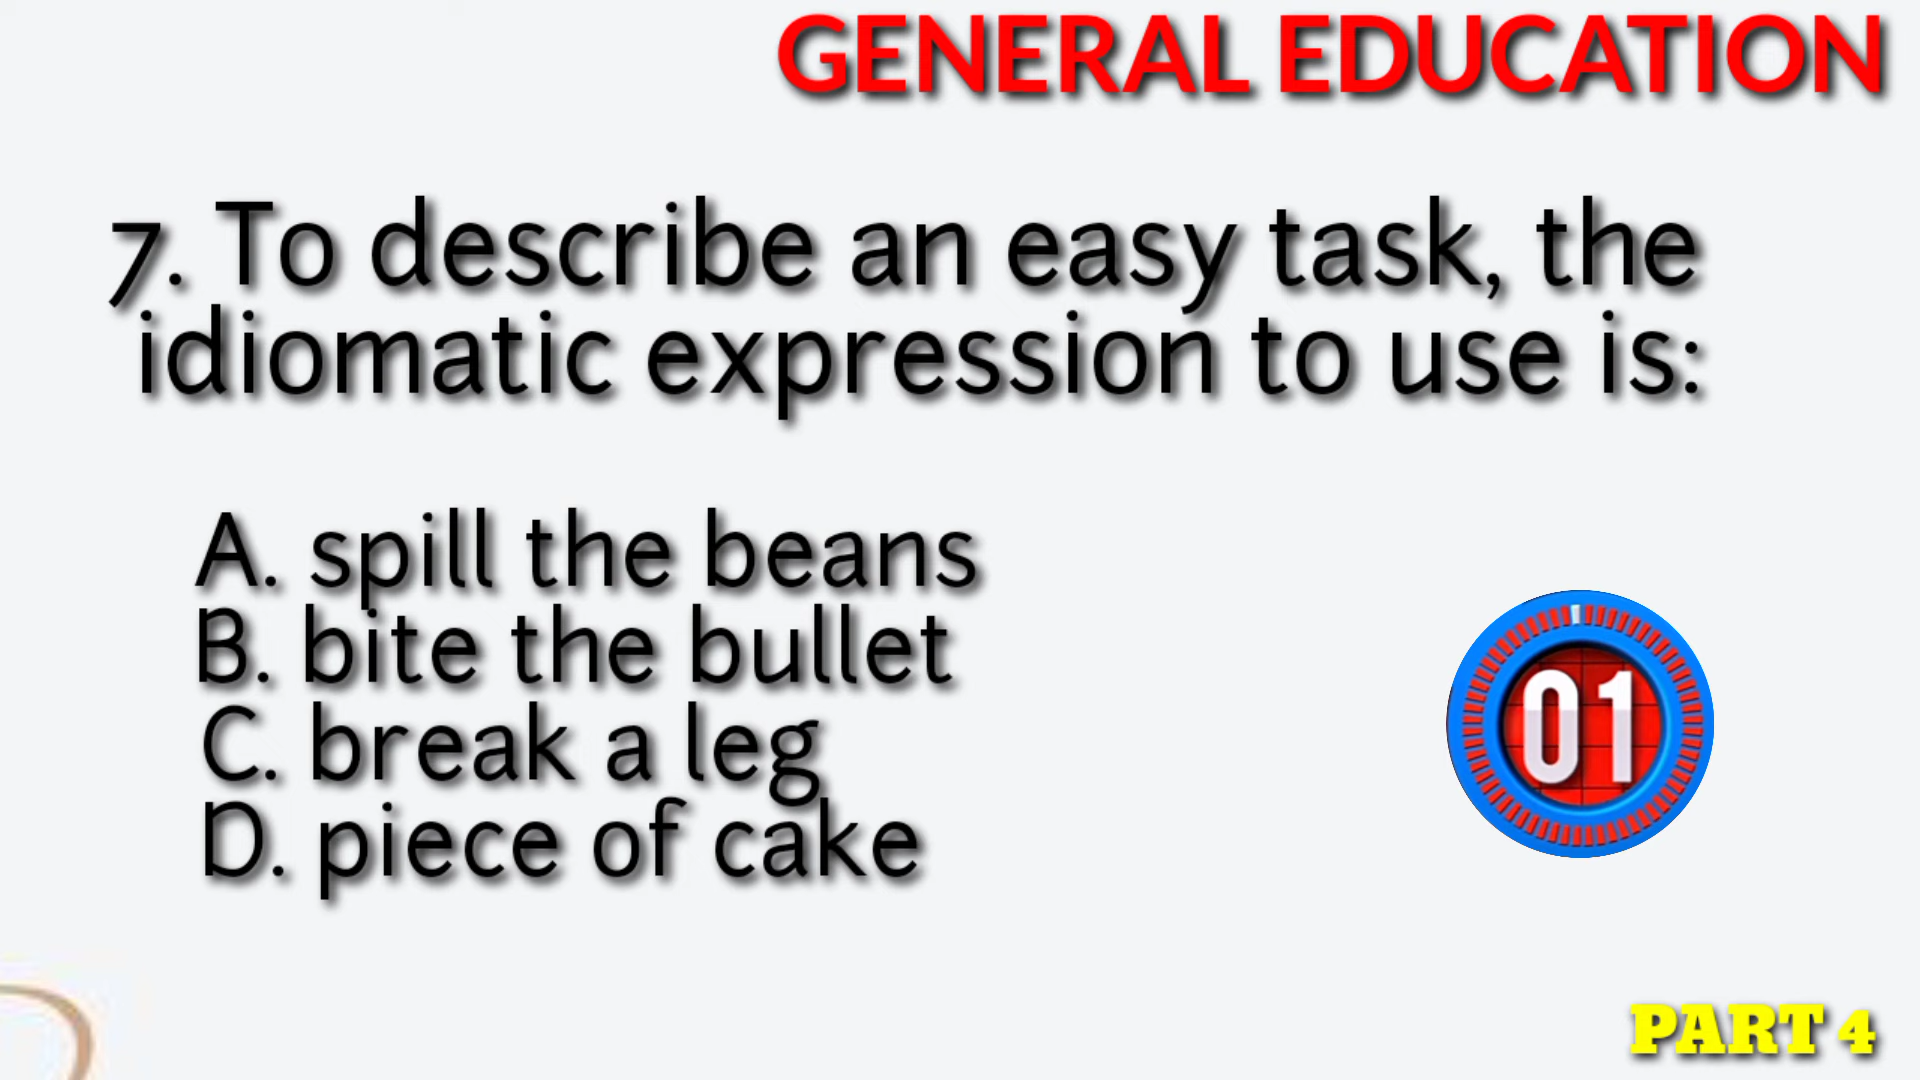 GENERAL EDUCATION
7. To describe an easy task, the
idiomatic expression to use is:
A. spill the beans
B. bite the bullet
C. break a leg
D. piece of cake
01
PART 4